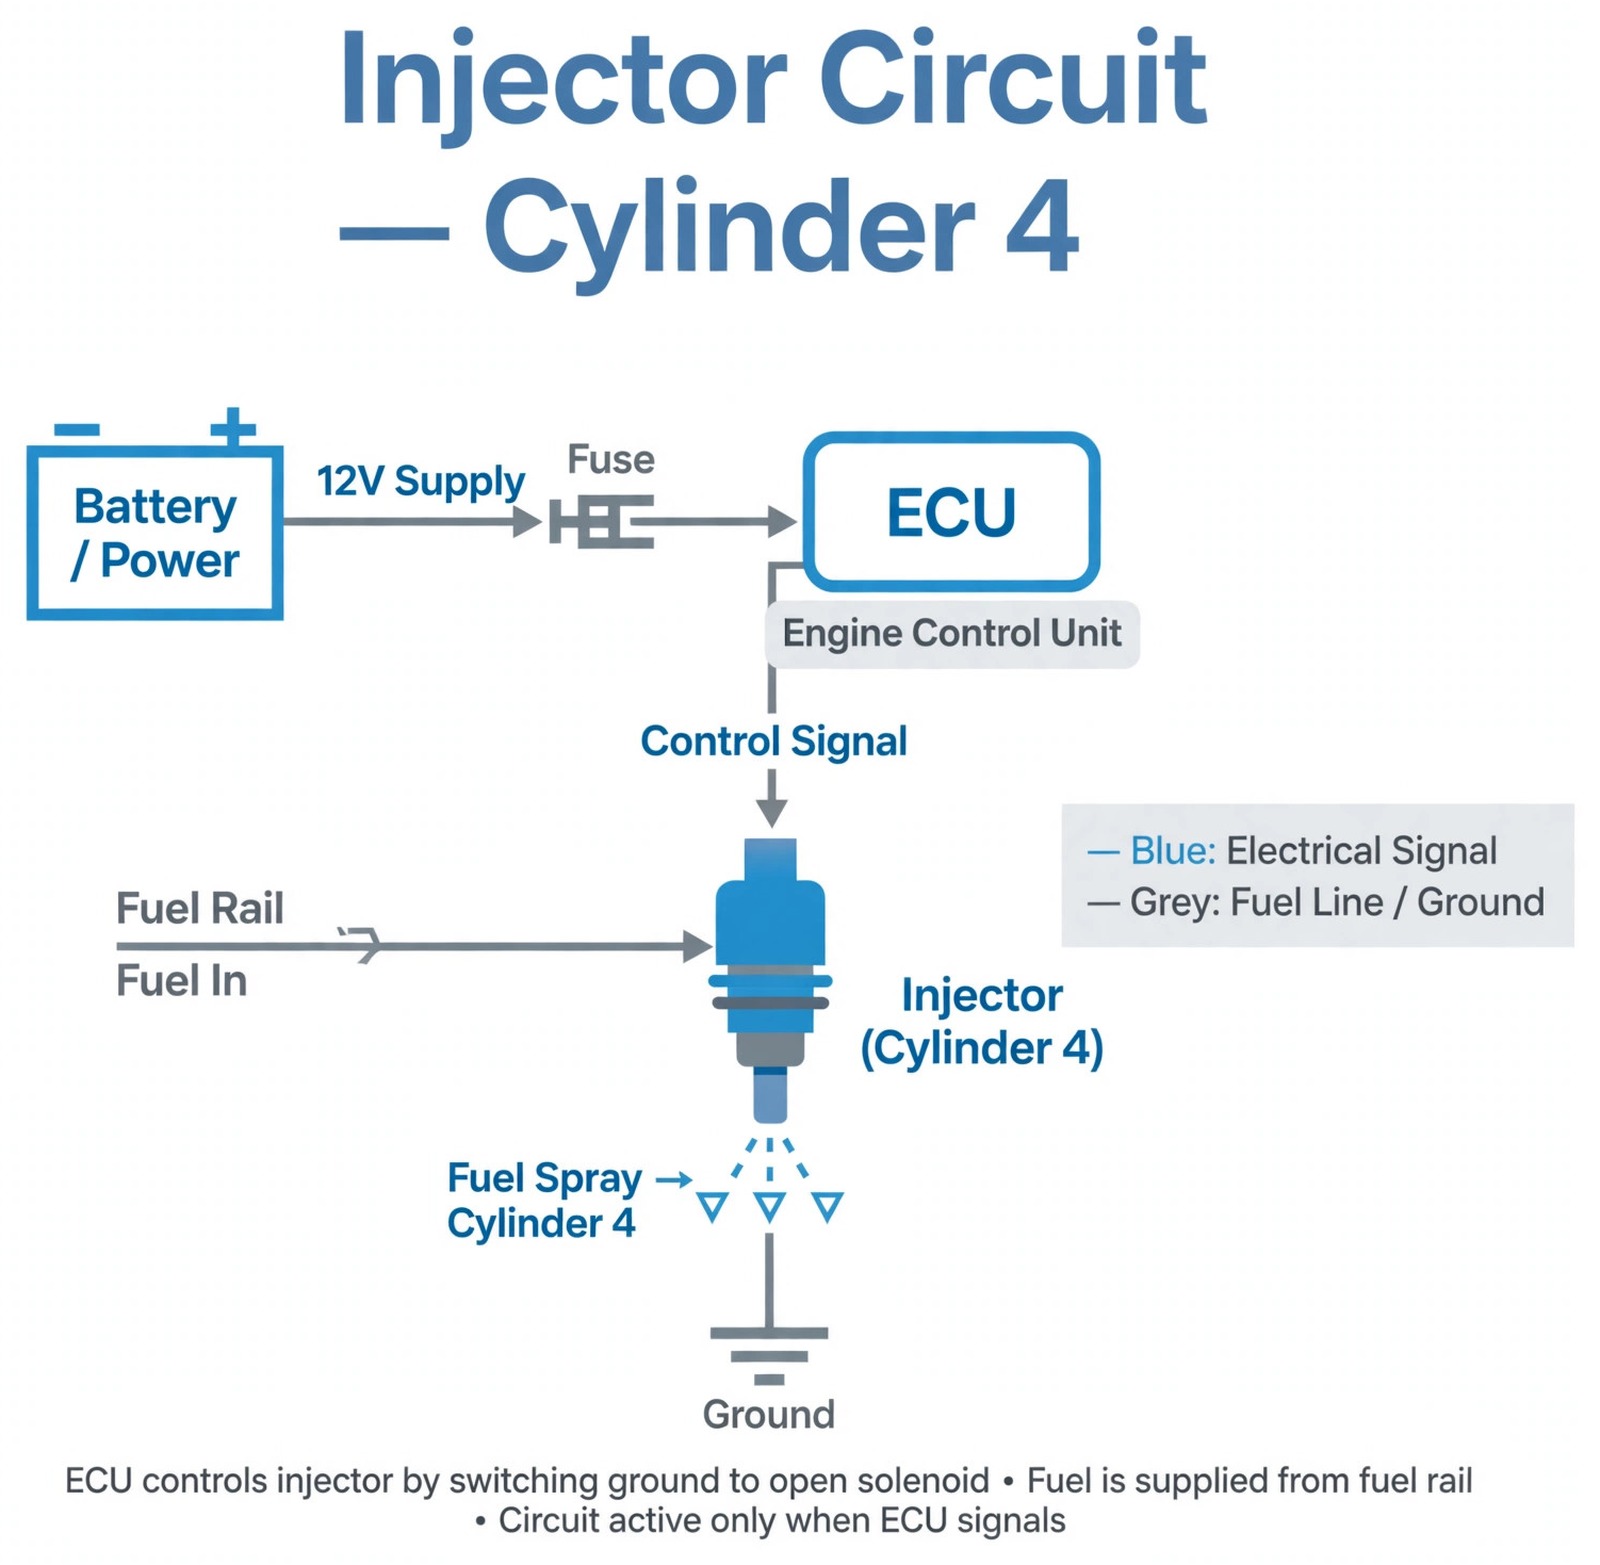 Injector Circuit
— Cylinder 4
Battery
/ Power
12V Supply
Fuse
ECU
Engine Control Unit
Control Signal
— Blue: Electrical Signal
— Grey: Fuel Line / Ground
Fuel Rail
Fuel In
Injector
(Cylinder 4)
Fuel Spray
Cylinder 4
Ground
ECU controls injector by switching ground to open solenoid • Fuel is supplied from fuel rail
• Circuit active only when ECU signals